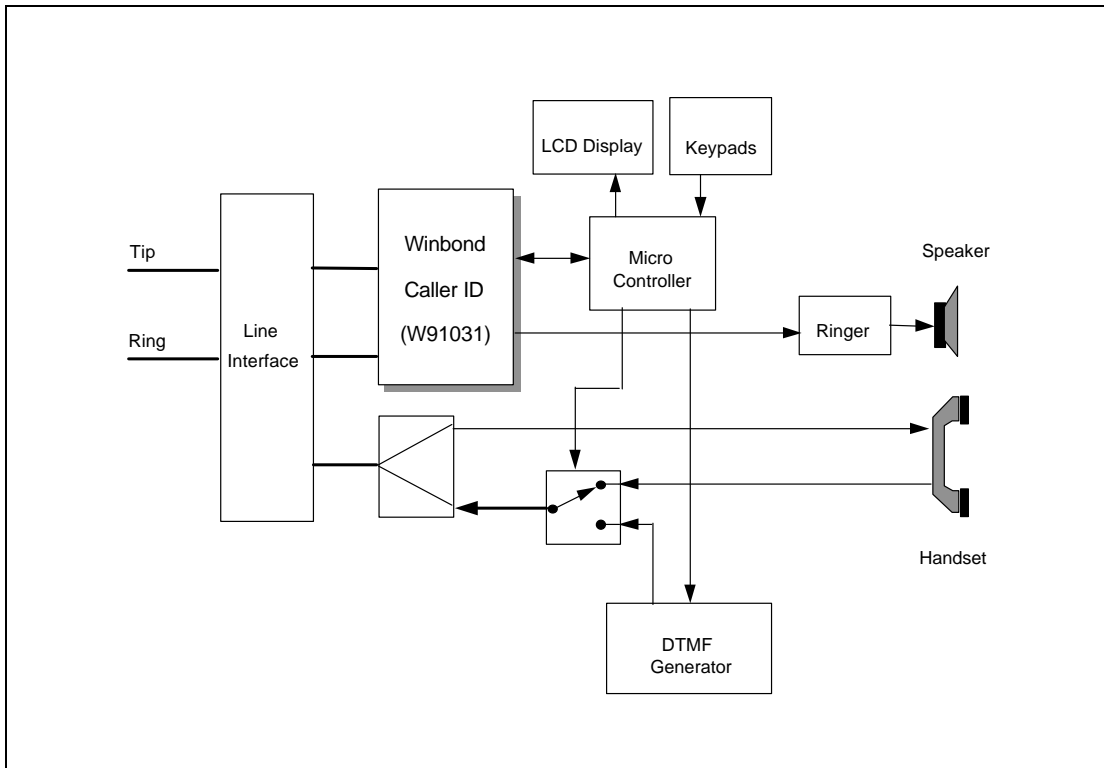 LCD Display
Keypads
Tip
Ring
Line
Interface
Winbond
Caller ID
(W91031)
Micro
Controller
Speaker
Ringer
Handset
DTMF
Generator